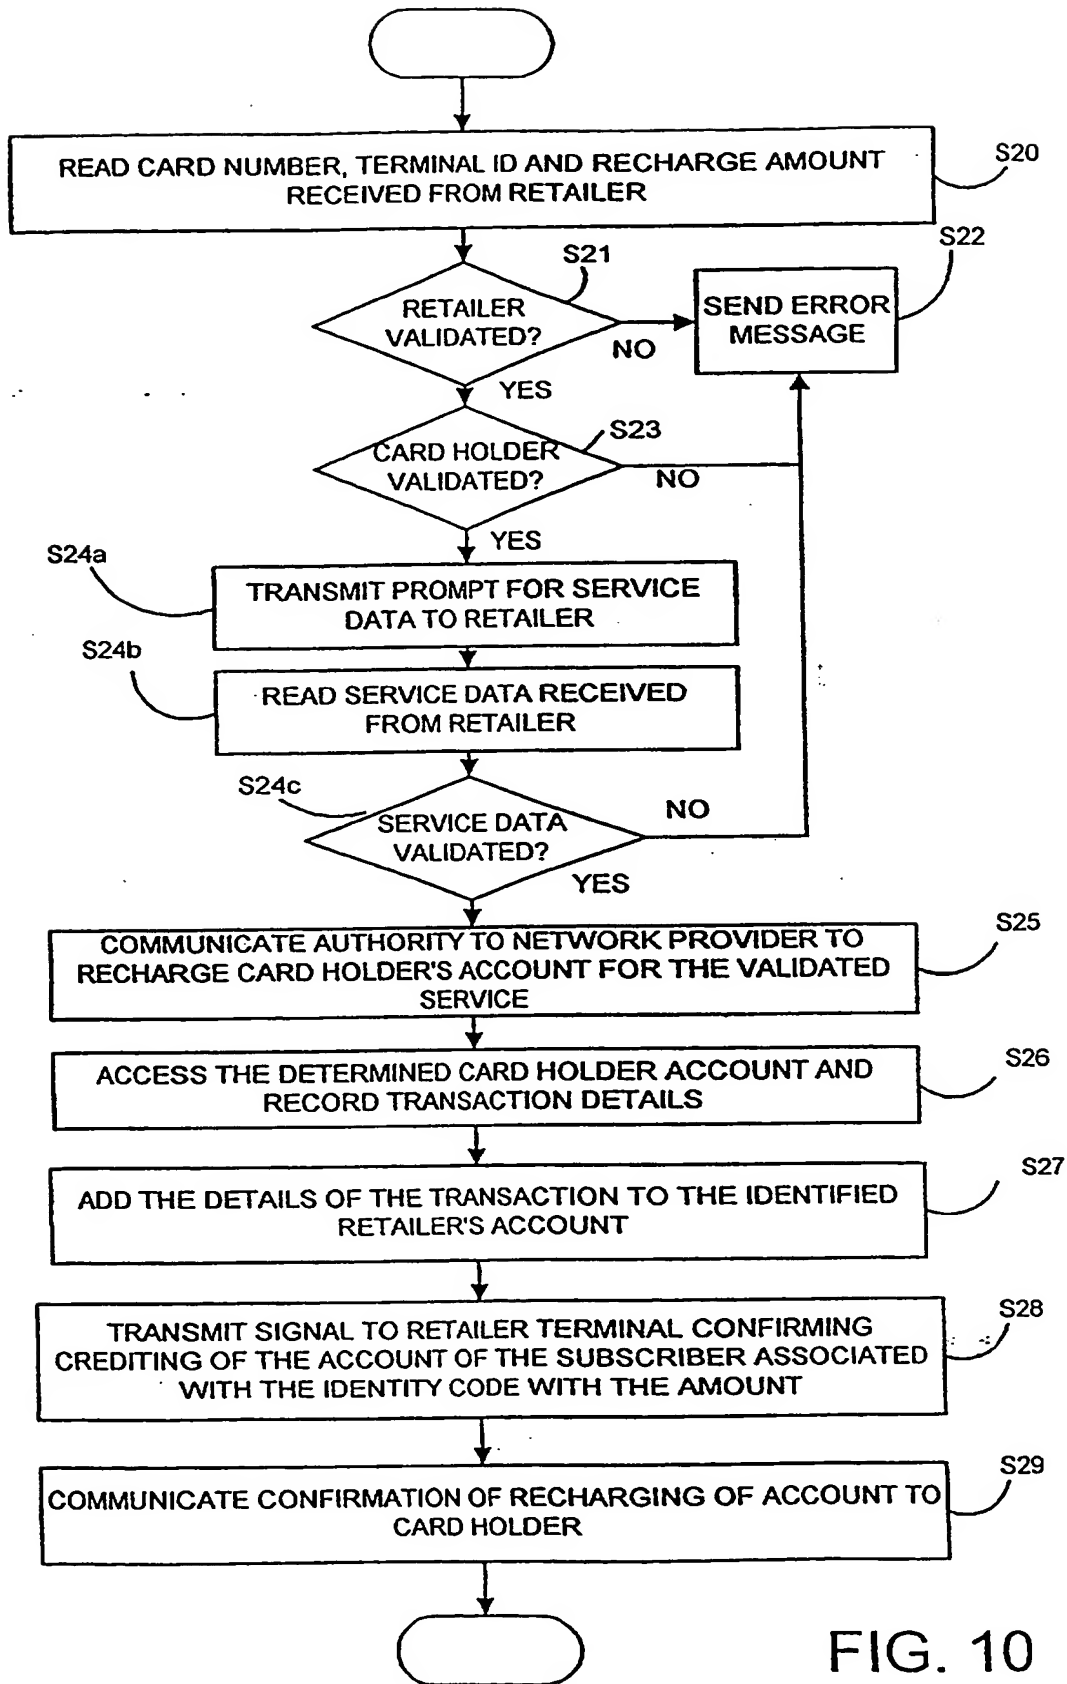 READ CARD NUMBER, TERMINAL ID AND RECHARGE AMOUNT
RECEIVED FROM RETAILER
S20
S21
RETAILER
VALIDATED?
NO
S22
SEND ERROR
MESSAGE
YES
S23
CARD HOLDER
VALIDATED?
NO
YES
S24a
TRANSMIT PROMPT FOR SERVICE
DATA TO RETAILER
S24b
READ SERVICE DATA RECEIVED
FROM RETAILER
S24c
SERVICE DATA
VALIDATED?
NO
YES
S25
COMMUNICATE AUTHORITY TO NETWORK PROVIDER TO
RECHARGE CARD HOLDER'S ACCOUNT FOR THE VALIDATED
SERVICE
S26
ACCESS THE DETERMINED CARD HOLDER ACCOUNT AND
RECORD TRANSACTION DETAILS
S27
ADD THE DETAILS OF THE TRANSACTION TO THE IDENTIFIED
RETAILER'S ACCOUNT
S28
TRANSMIT SIGNAL TO RETAILER TERMINAL CONFIRMING
CREDITING OF THE ACCOUNT OF THE SUBSCRIBER ASSOCIATED
WITH THE IDENTITY CODE WITH THE AMOUNT
S29
COMMUNICATE CONFIRMATION OF RECHARGING OF ACCOUNT TO
CARD HOLDER
FIG. 10